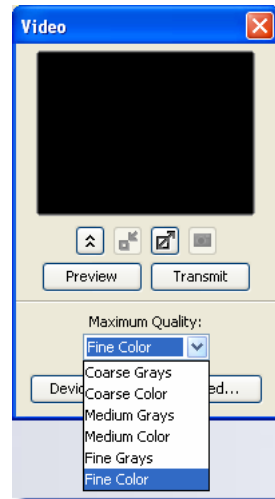 Video
Preview Transmit
Maximum Quality:
Fine Color
Coarse Grays
Coarse Color
Medium Grays
Medium Color
Fine Grays
Fine Color